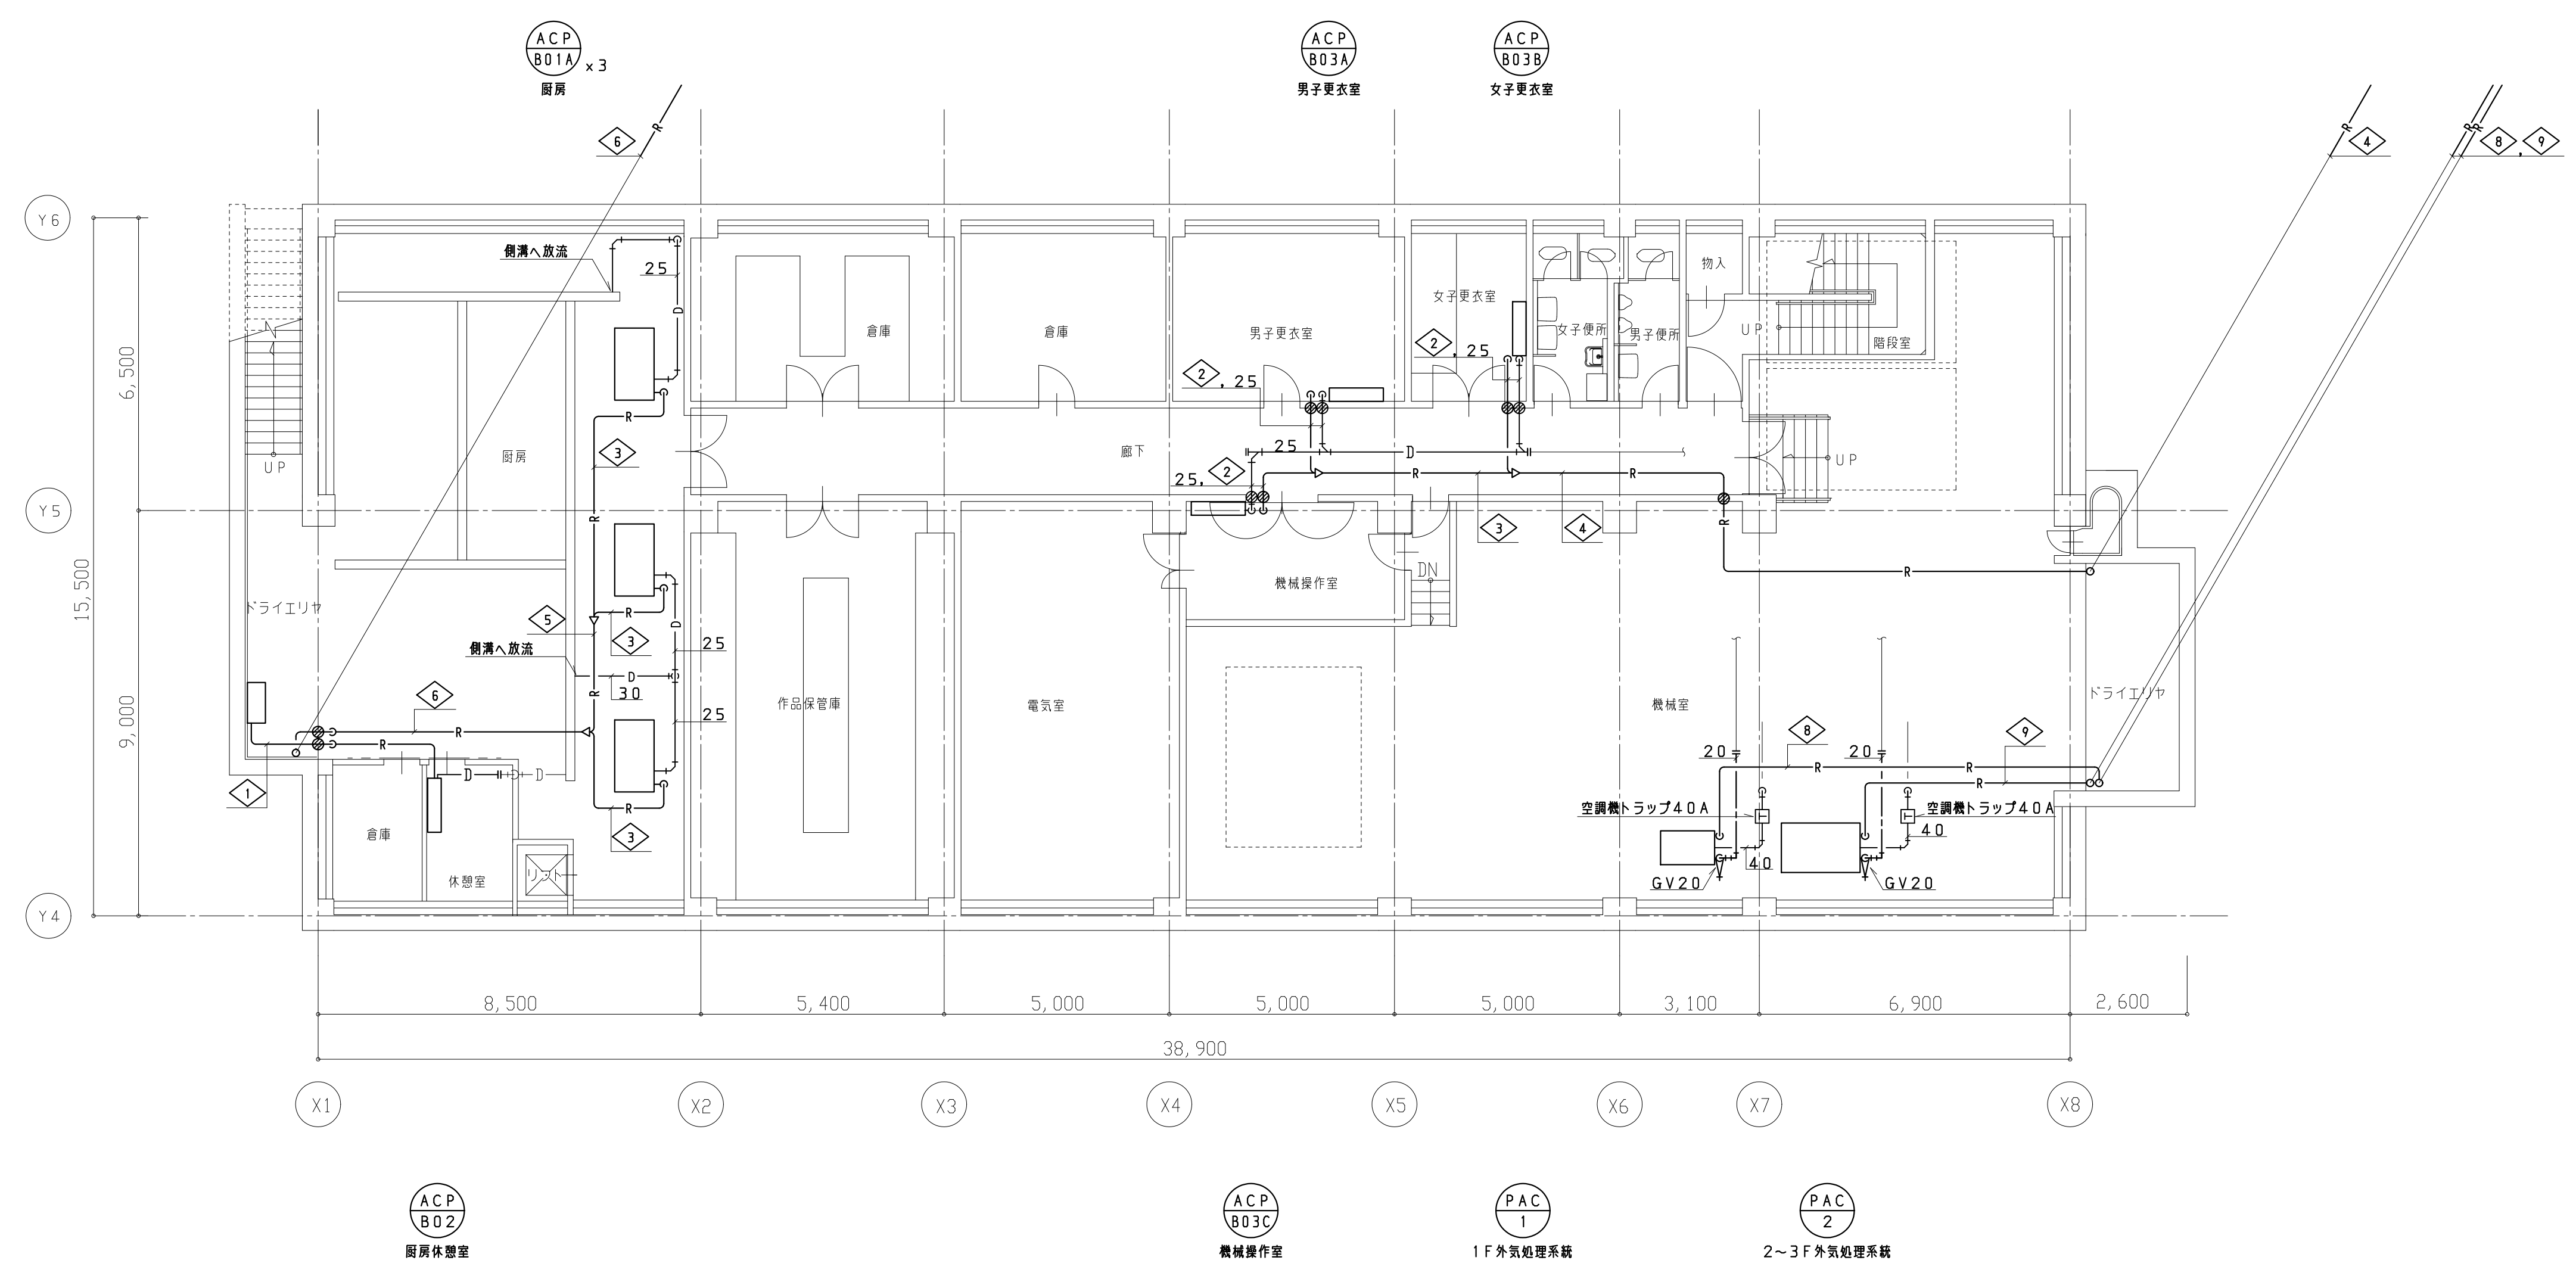 ACP
B01A ×3
厨房
ACP
B03A
男子更衣室
ACP
B03B
女子更衣室
R
6
R
4
R
R
8, 9
Y6
側溝へ放流
25
D
物入
女子更衣室
倉庫
倉庫
男子更衣室
女子便所
男子便所
UP
階段室
2, 25
2, 25
6,500
R
3
厨房
UP
廊下
25
D
UP
25, 2
R
R
Y5
R
3
4
R
15,500
DN
機械操作室
R
ドライエリヤ
R
D
5
3
側溝へ放流
25
D
30
R
25
作品保管庫
電気室
機械室
ドライエリヤ
6
9,000
R
R
8
9
20
20
R
R
R
D
D
1
R
3
空調機トラップ40A
T
T
空調機トラップ40A
40
40
倉庫
休憩室
リフト
GV20
GV20
Y4
8,500
5,400
5,000
5,000
5,000
3,100
6,900
2,600
38,900
X1
X2
X3
X4
X5
X6
X7
X8
ACP
B02
厨房休憩室
ACP
B03C
機械操作室
PAC
1
1F外気処理系統
PAC
2
2～3F外気処理系統